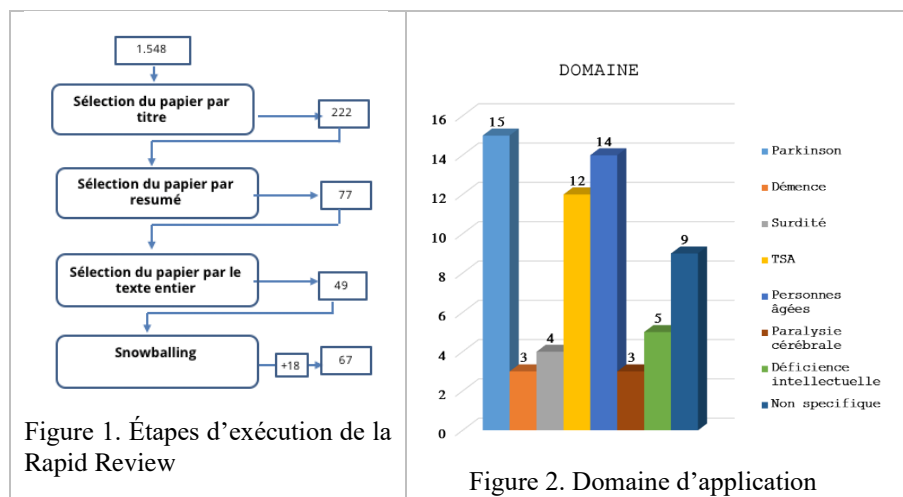 1.548
Sélection du papier par
titre
222
Sélection du papier par
resumé
77
Sélection du papier par le
texte entier
49
Snowballing
+18
67
Figure 1. Étapes d’exécution de la
Rapid Review
DOMAINE
16
14
12
10
8
6
4
2
0
15
3
4
12
14
3
5
9
Parkinson
Démence
Surdité
TSA
Personnes
âgées
Paralysie
cérébrale
Déficience
intellectuelle
Non specifique
Figure 2. Domaine d’application